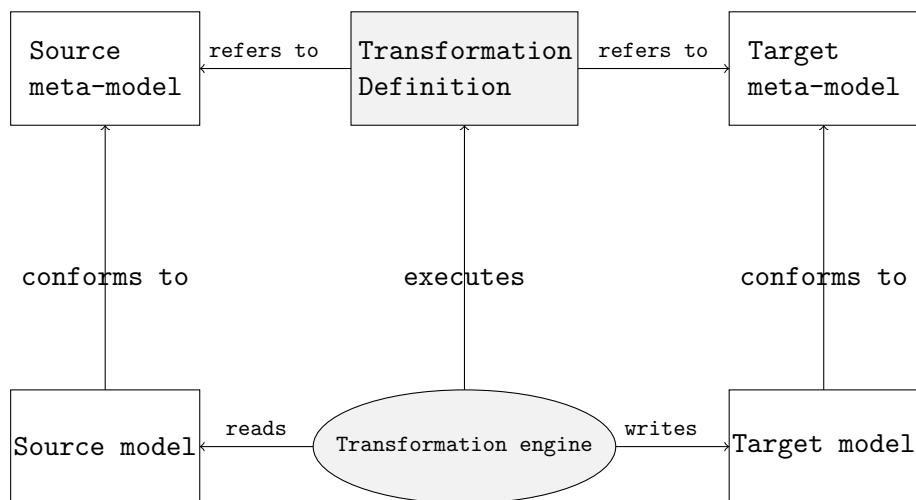 Source
meta-model
refers to
Transformation
Definition
refers to
Target
meta-model
conforms to
executes
conforms to
Source model
reads
Transformation engine
writes
Target model